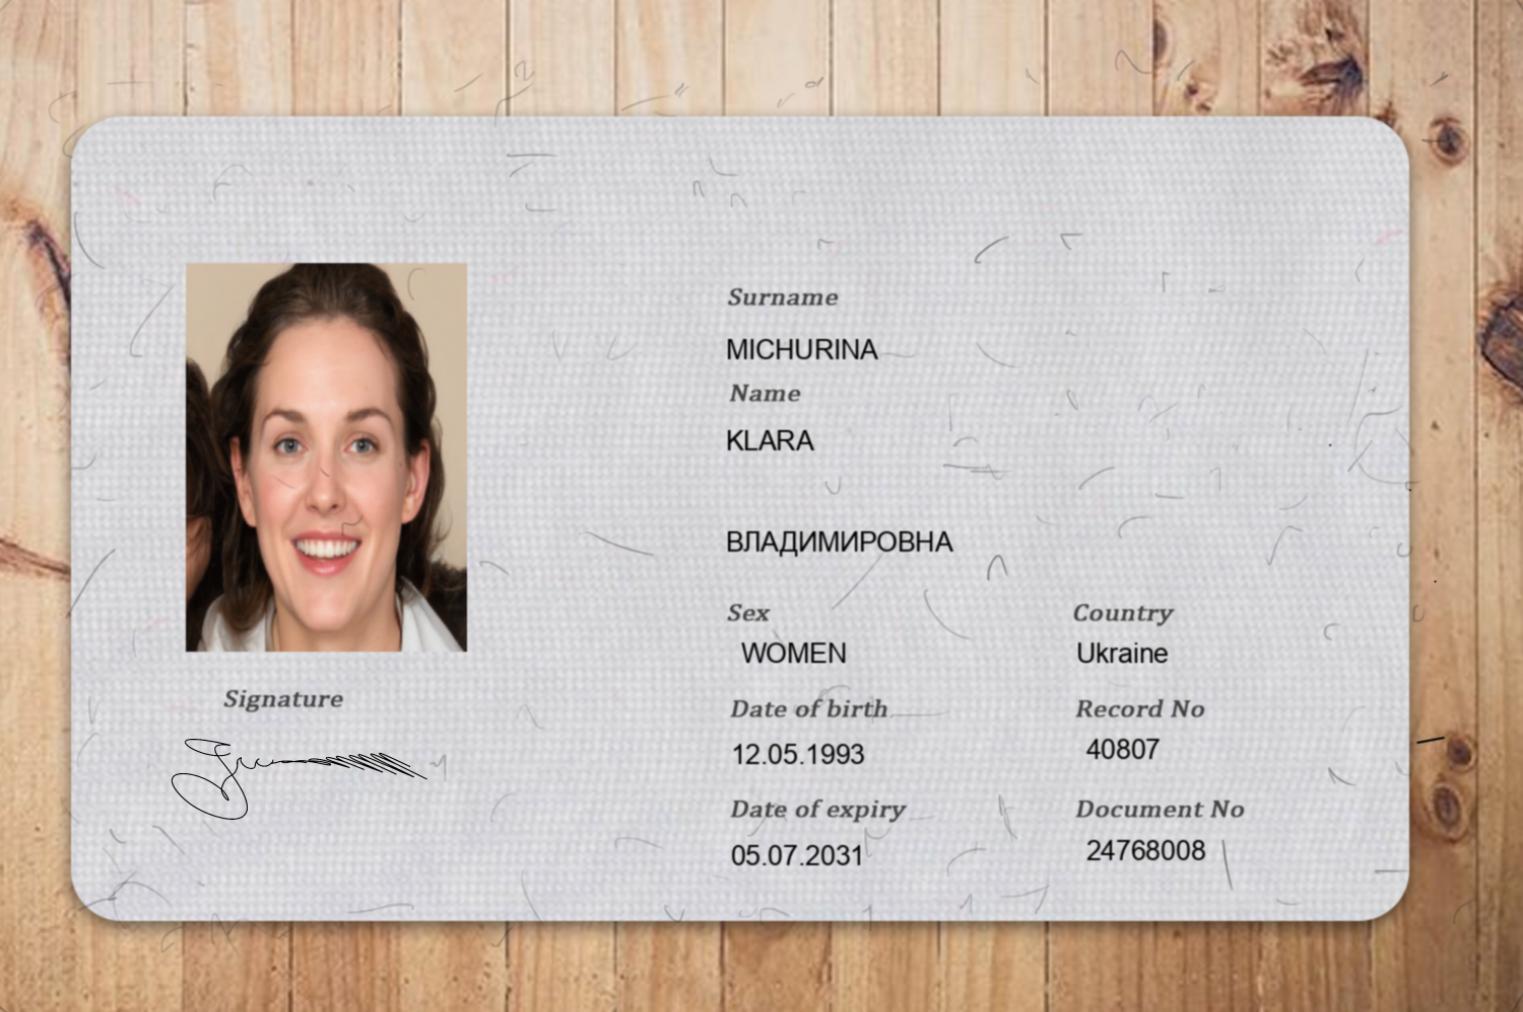 Surname
MICHURINA
Name
KLARA
ВЛАДИМИРОВНА
Sex
WOMEN
Country
Ukraine
Date of birth
12.05.1993
Record No
40807
Date of expiry
05.07.2031
Document No
24768008
Signature